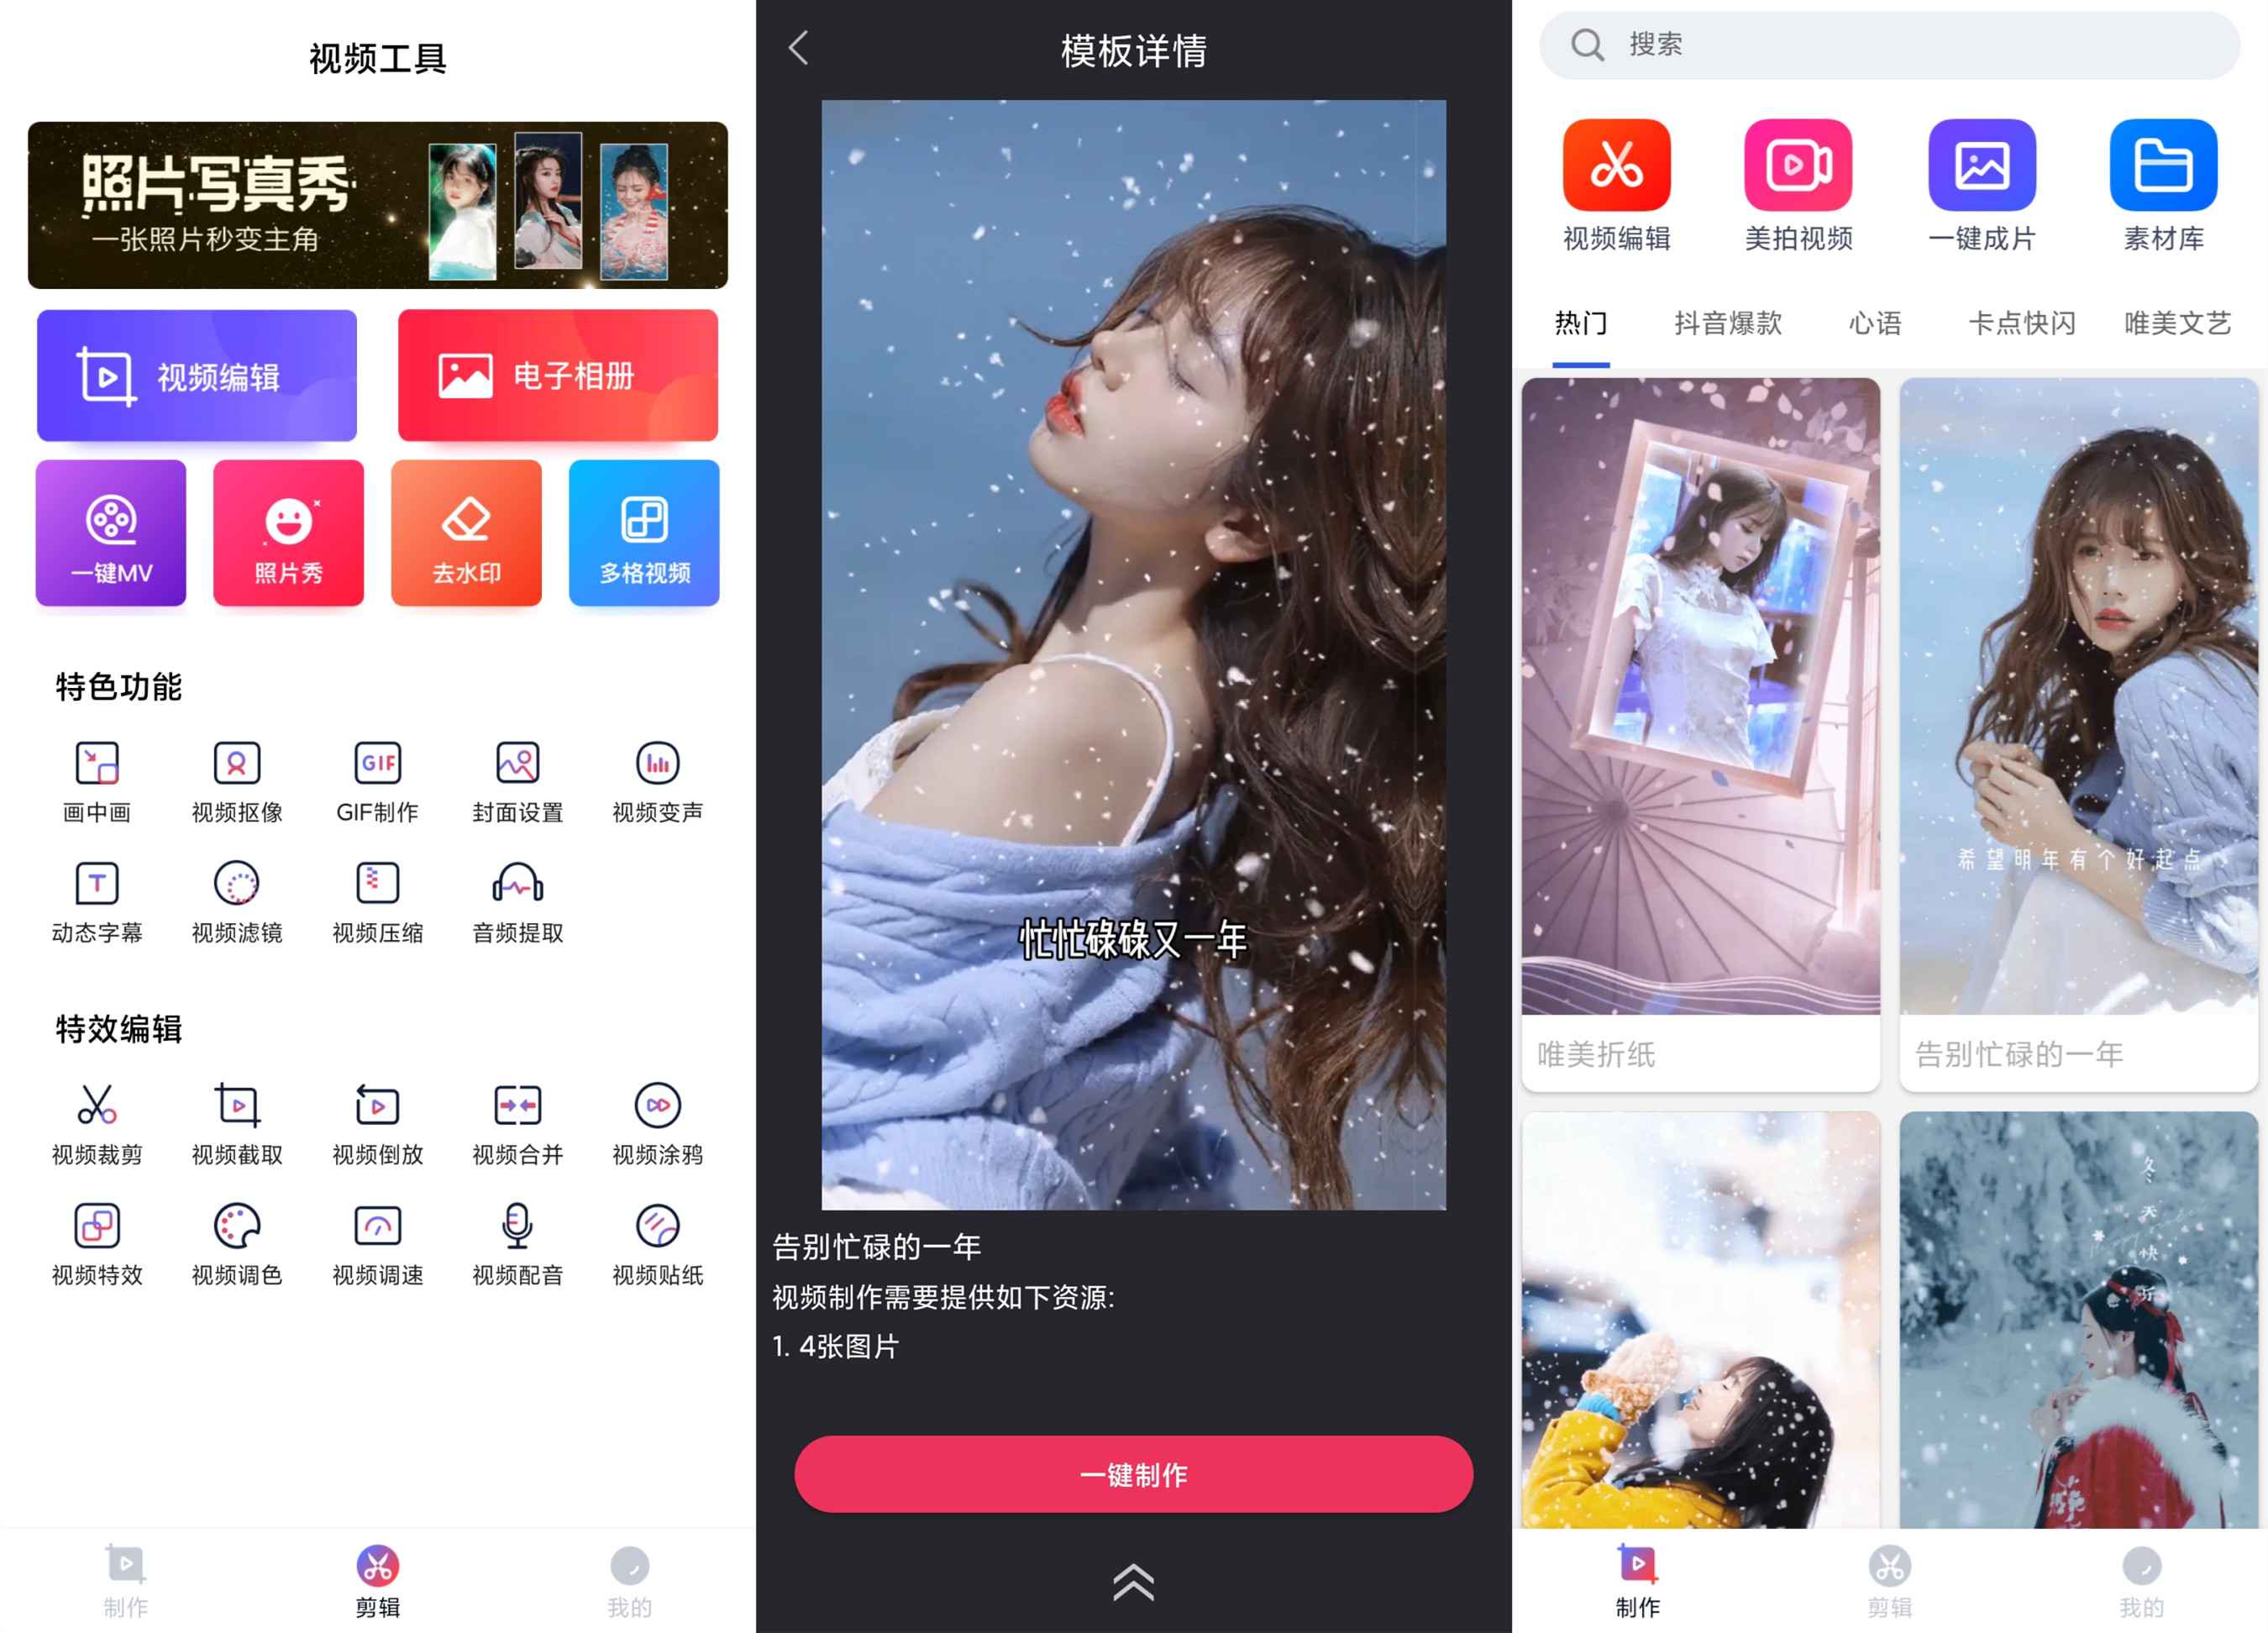 视频工具
照片写真秀
一张照片秒变主角
视频编辑
电子相册
一键MV
照片秀
去水印
多格视频
特色功能
画中画
视频抠像
GIF
GIF制作
封面设置
视频变声
T
动态字幕
视频滤镜
视频压缩
音频提取
特效编辑
视频裁剪
视频截取
视频倒放
视频合并
视频涂鸦
视频特效
视频调色
视频调速
视频配音
视频贴纸
制作
剪辑
我的
模板详情
忙忙碌碌又一年
告别忙碌的一年
视频制作需要提供如下资源:
1. 4张图片
一键制作
搜索
视频编辑
美拍视频
一键成片
素材库
热门
抖音爆款
心语
卡点快闪
唯美文艺
希望明年有个好起点
唯美折纸
告别忙碌的一年
冬天快乐
制作
剪辑
我的